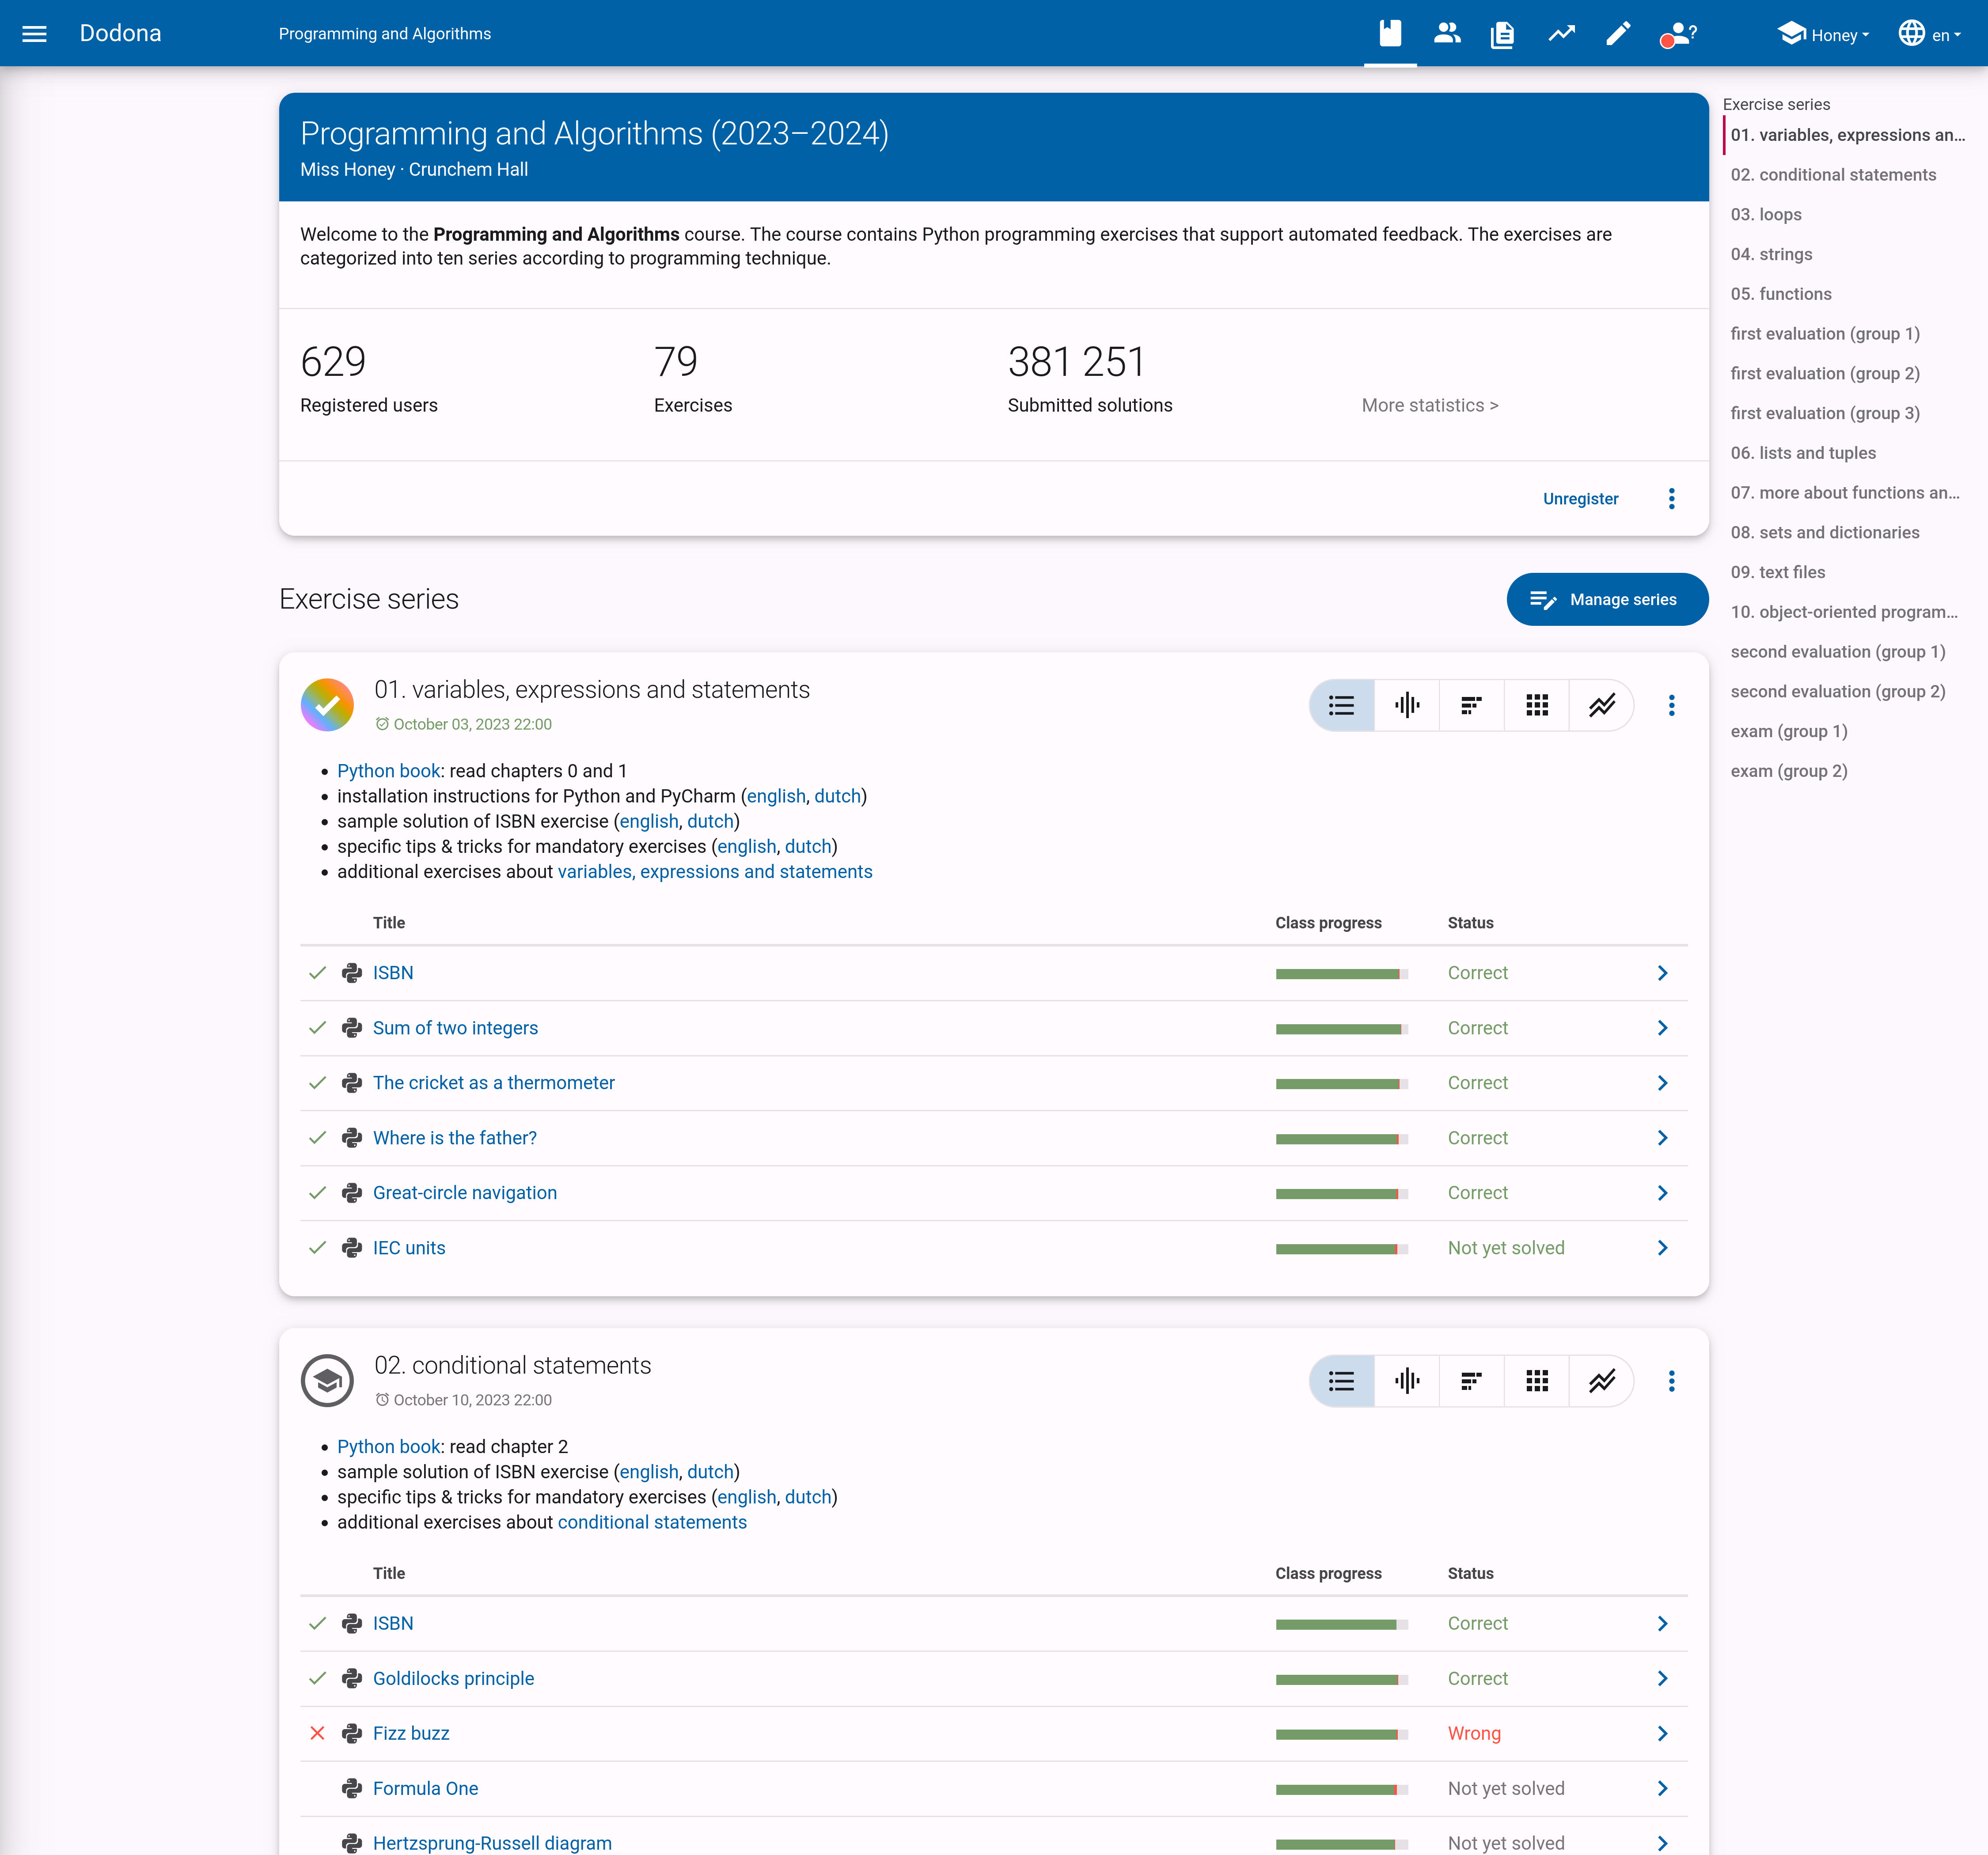 Dodona
Programming and Algorithms
?
Honey
en
Programming and Algorithms (2023–2024)
Miss Honey · Crunchem Hall
Welcome to the Programming and Algorithms course. The course contains Python programming exercises that support automated feedback. The exercises are
categorized into ten series according to programming technique.
629
Registered users
79
Exercises
381 251
Submitted solutions
More statistics >
Unregister
Exercise series
Manage series
01. variables, expressions and statements
October 03, 2023 22:00
Python book: read chapters 0 and 1
installation instructions for Python and PyCharm (english, dutch)
sample solution of ISBN exercise (english, dutch)
specific tips & tricks for mandatory exercises (english, dutch)
additional exercises about variables, expressions and statements
Title Class progress Status
ISBN Correct
Sum of two integers Correct
The cricket as a thermometer Correct
Where is the father? Correct
Great-circle navigation Correct
IEC units Not yet solved
02. conditional statements
October 10, 2023 22:00
Python book: read chapter 2
sample solution of ISBN exercise (english, dutch)
specific tips & tricks for mandatory exercises (english, dutch)
additional exercises about conditional statements
Title Class progress Status
ISBN Correct
Goldilocks principle Correct
Fizz buzz Wrong
Formula One Not yet solved
Hertzsprung-Russell diagram Not yet solved
Exercise series
01. variables, expressions an...
02. conditional statements
03. loops
04. strings
05. functions
first evaluation (group 1)
first evaluation (group 2)
first evaluation (group 3)
06. lists and tuples
07. more about functions an...
08. sets and dictionaries
09. text files
10. object-oriented program...
second evaluation (group 1)
second evaluation (group 2)
exam (group 1)
exam (group 2)